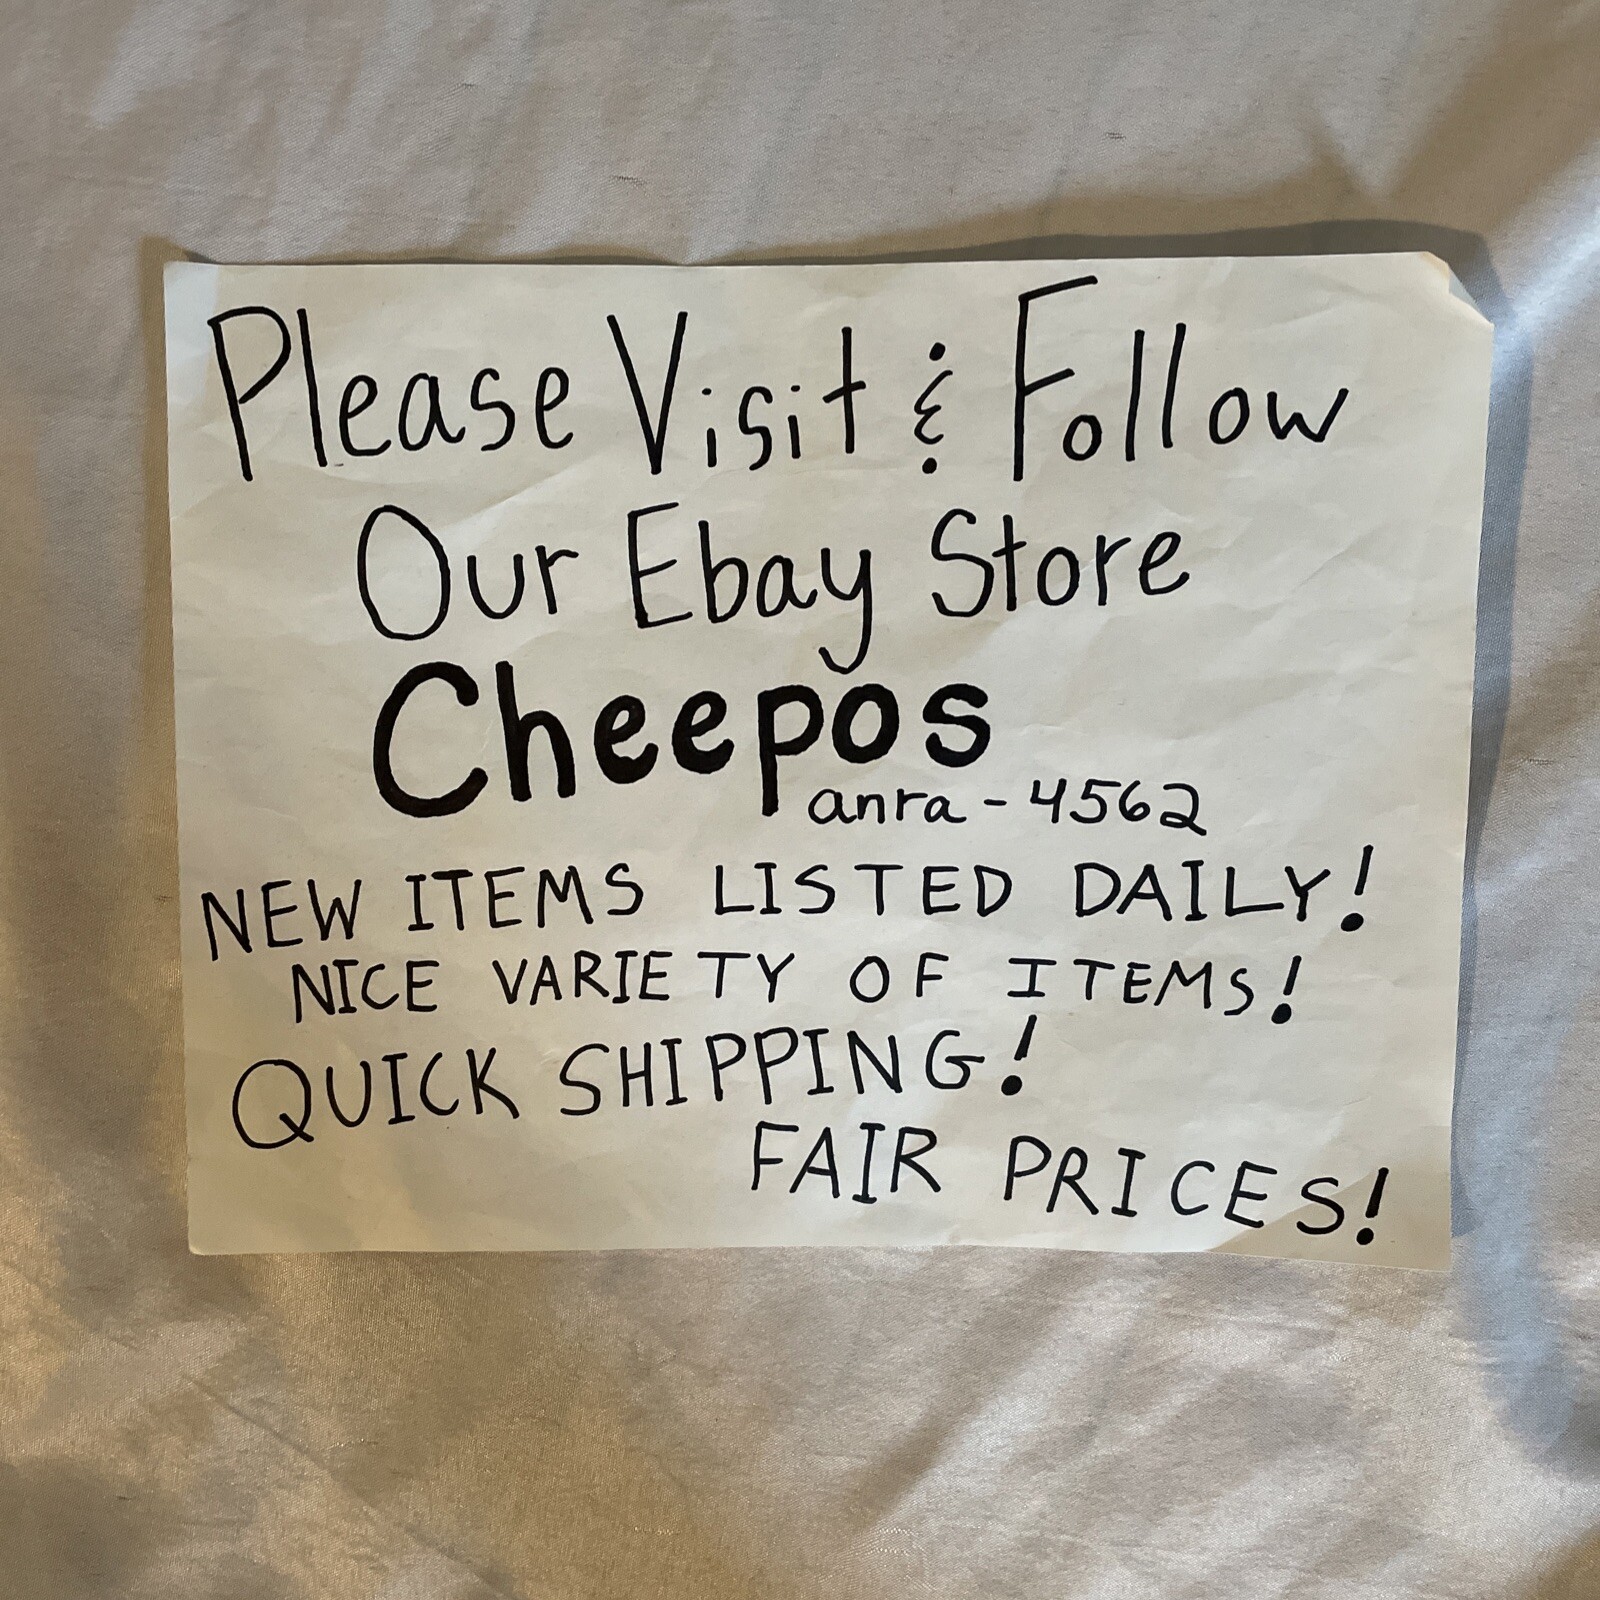 Please Visit & Follow
Our Ebay Store
Cheepos
anra-4562
NEW ITEMS LISTED DAILY!
NICE VARIETY OF ITEMS!
QUICK SHIPPING!
FAIR PRICES!